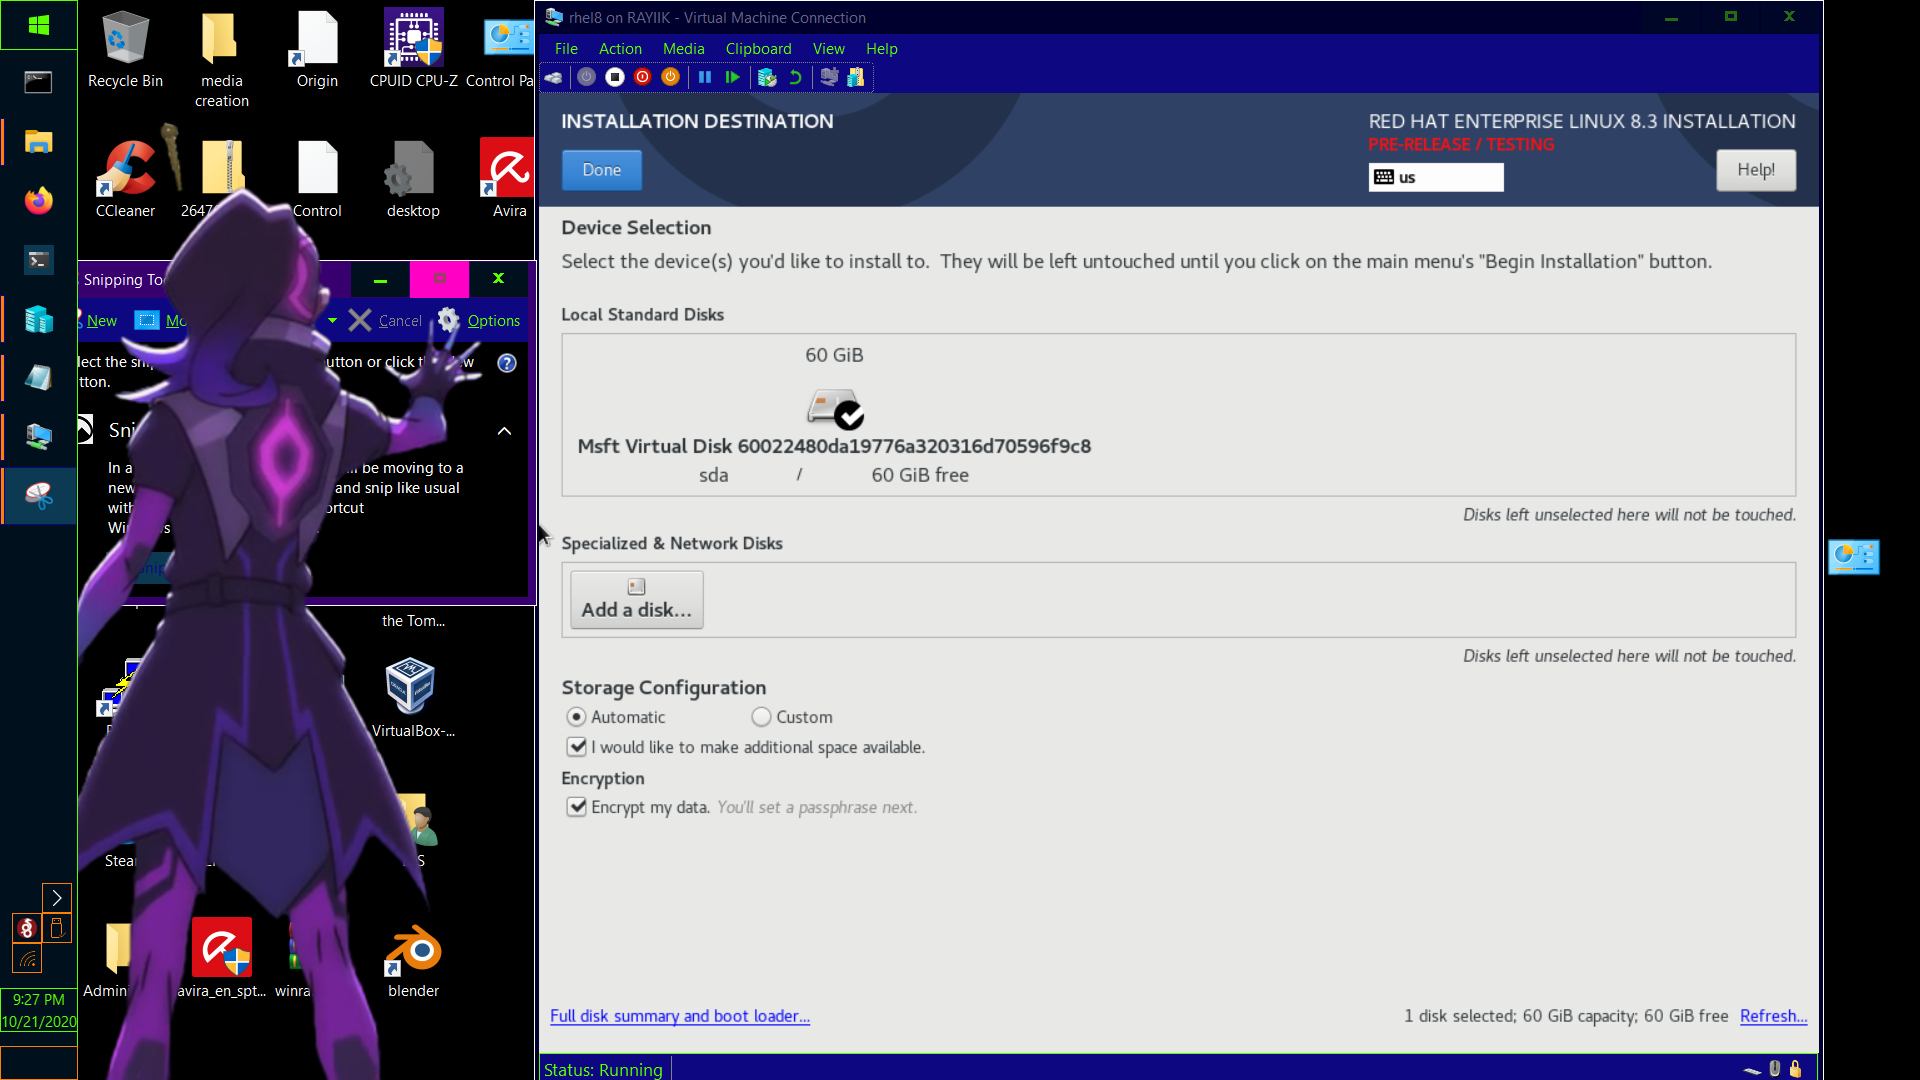 Recycle Bin
media
creation
Origin
CPUID CPU-Z
Control Pa
CCleaner
2647
Control
desktop
Avira
Snipping To
New
Mo
Cancel
Options
lect the sni
utton or click th
w
tton.
Sni
In a
be moving to a
new
and snip like usual
with
ortcut
Wi
s
Snip
the Tom...
VirtualBox-...
Stea
S
Admini
avira_en_spt...
winra
blender
9:27 PM
10/21/2020
rhel8 on RAYIIK - Virtual Machine Connection
File Action Media Clipboard View Help
INSTALLATION DESTINATION
Done
RED HAT ENTERPRISE LINUX 8.3 INSTALLATION
PRE-RELEASE / TESTING
us
Help!
Device Selection
Select the device(s) you'd like to install to. They will be left untouched until you click on the main menu's "Begin Installation" button.
Local Standard Disks
60 GiB
Msft Virtual Disk 60022480da19776a320316d70596f9c8
sda / 60 GiB free
Disks left unselected here will not be touched.
Specialized & Network Disks
Add a disk...
Disks left unselected here will not be touched.
Storage Configuration
Automatic Custom
I would like to make additional space available.
Encryption
Encrypt my data. You'll set a passphrase next.
Full disk summary and boot loader...
1 disk selected; 60 GiB capacity; 60 GiB free Refresh...
Status: Running